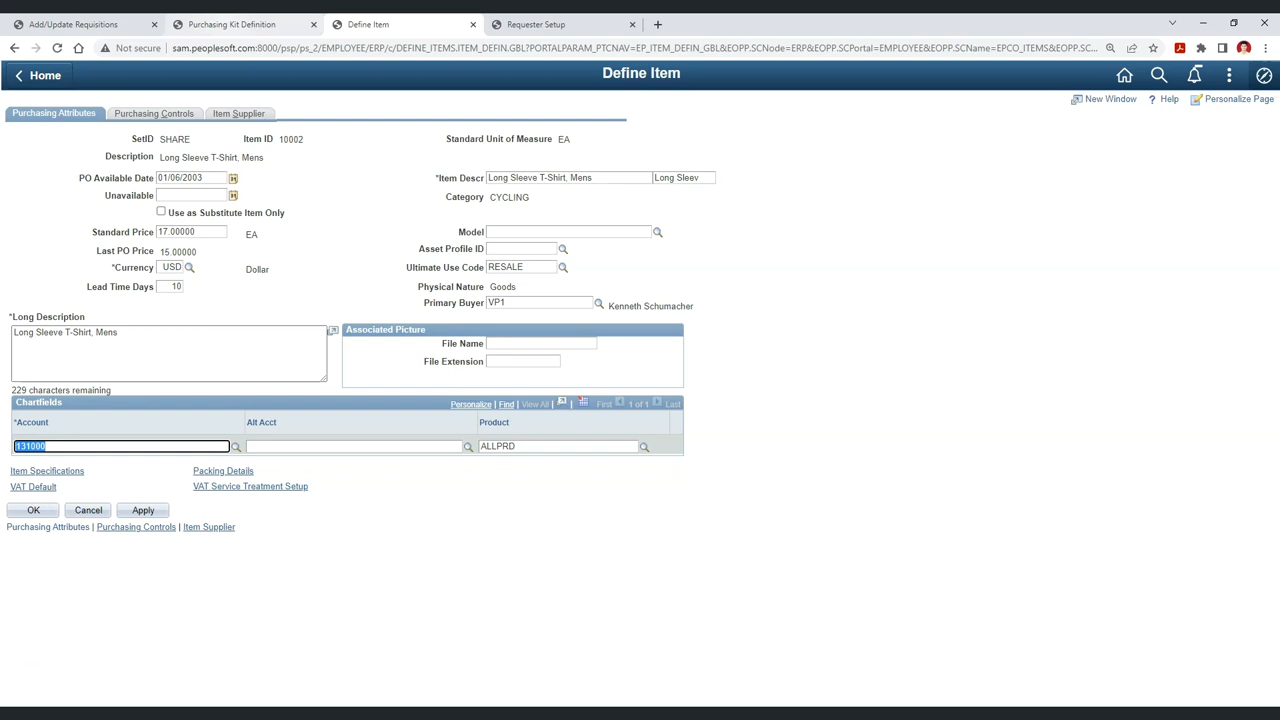 Add/Update Requisitions
Purchasing Kit Definition
Define Item
Requester Setup
Not secure
sam.peoplesoft.com:8000/psp/ps_2/EMPLOYEE/ERP/c/DEFINE_ITEMS.ITEM_DEFIN.GBL?PORTALPARAM_PTCNAV=EP_ITEM_DEFIN_GBL&EOPP.SCNode=ERP&EOPP.SCPortal=EMPLOYEE&EOPP.SCName=EPCO_ITEMS&EOPP.SC...
Home
Define Item
New Window
Help
Personalize Page
Purchasing Attributes
Purchasing Controls
Item Supplier
SetID SHARE Item ID 10002 Standard Unit of Measure EA
Description Long Sleeve T-Shirt, Mens
PO Available Date 01/06/2003 *Item Descr Long Sleeve T-Shirt, Mens Long Sleev
Unavailable Category CYCLING
Use as Substitute Item Only
Standard Price 17.00000 EA Model
Last PO Price 15.00000 Asset Profile ID
*Currency USD Dollar Ultimate Use Code RESALE
Lead Time Days 10 Physical Nature Goods
Primary Buyer VP1 Kenneth Schumacher
*Long Description
Long Sleeve T-Shirt, Mens
229 characters remaining
Associated Picture
File Name
File Extension
Chartfields Personalize | Find | View All | First 1 of 1 Last
*Account Alt Acct Product
131000 ALLPRD
Item Specifications Packing Details
VAT Default VAT Service Treatment Setup
OK Cancel Apply
Purchasing Attributes | Purchasing Controls | Item Supplier